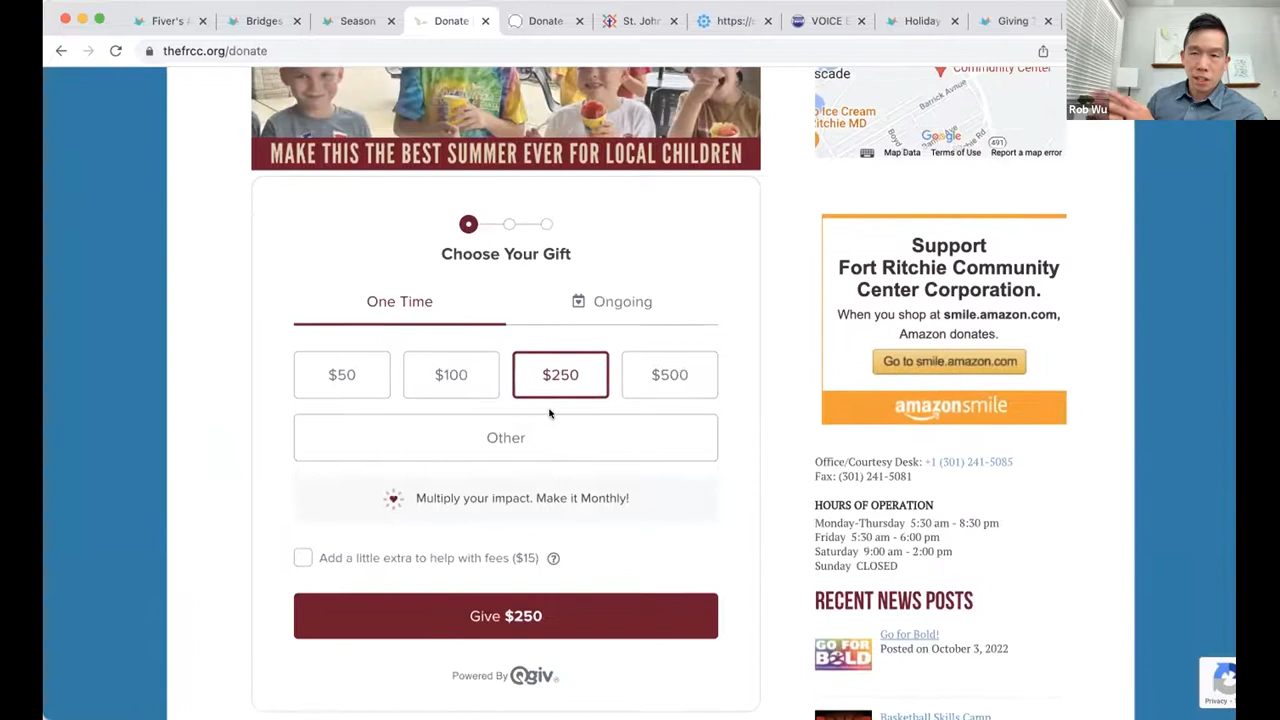 Fiver's A
Bridges
Season
Donate
Donate
St. John
https://
VOICE E
Holiday
Giving T
thefrcc.org/donate
Rob Wu
MAKE THIS THE BEST SUMMER EVER FOR LOCAL CHILDREN
Choose Your Gift
One Time
Ongoing
$50
$100
$250
$500
Other
Multiply your impact. Make it Monthly!
Add a little extra to help with fees ($15)
Give $250
Powered By Qgiv
scade
Community Center
Barrick Avnue
Ice Cream
Ritchie MD
Google
491
Map Data
Terms of Use
Report a map error
Support
Fort Ritchie Community
Center Corporation.
When you shop at smile.amazon.com,
Amazon donates.
Go to smile.amazon.com
amazonsmile
Office/Courtesy Desk: +1 (301) 241-5085
Fax: (301) 241-5081
HOURS OF OPERATION
Monday-Thursday 5:30 am - 8:30 pm
Friday 5:30 am - 6:00 pm
Saturday 9:00 am - 2:00 pm
Sunday CLOSED
RECENT NEWS POSTS
GO FOR
BOLD
Go for Bold!
Posted on October 3, 2022
Basketball Skills Camp
Privacy -